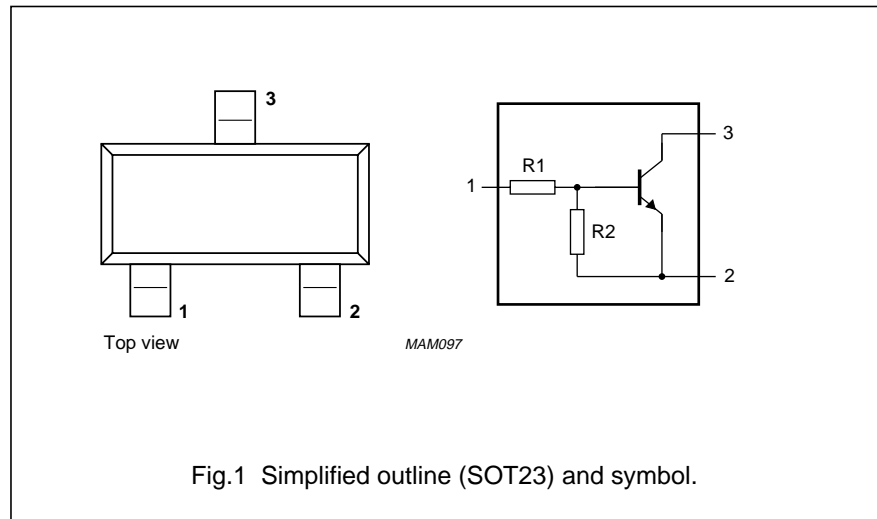 3
1
2
Top view
R1
R2
1
3
2
MAM097
Fig.1 Simplified outline (SOT23) and symbol.